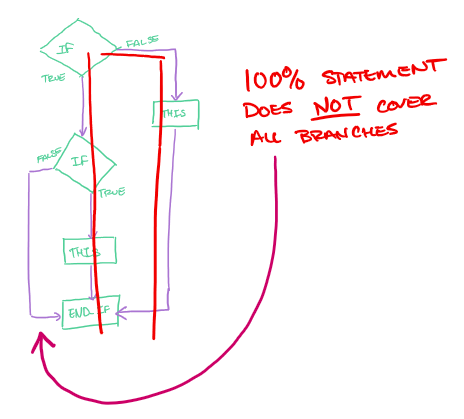 IF
FALSE
TRUE
THIS
FALSE
IF
TRUE
THIS
END IF
100% STATEMENT
DOES NOT COVER
ALL BRANCHES